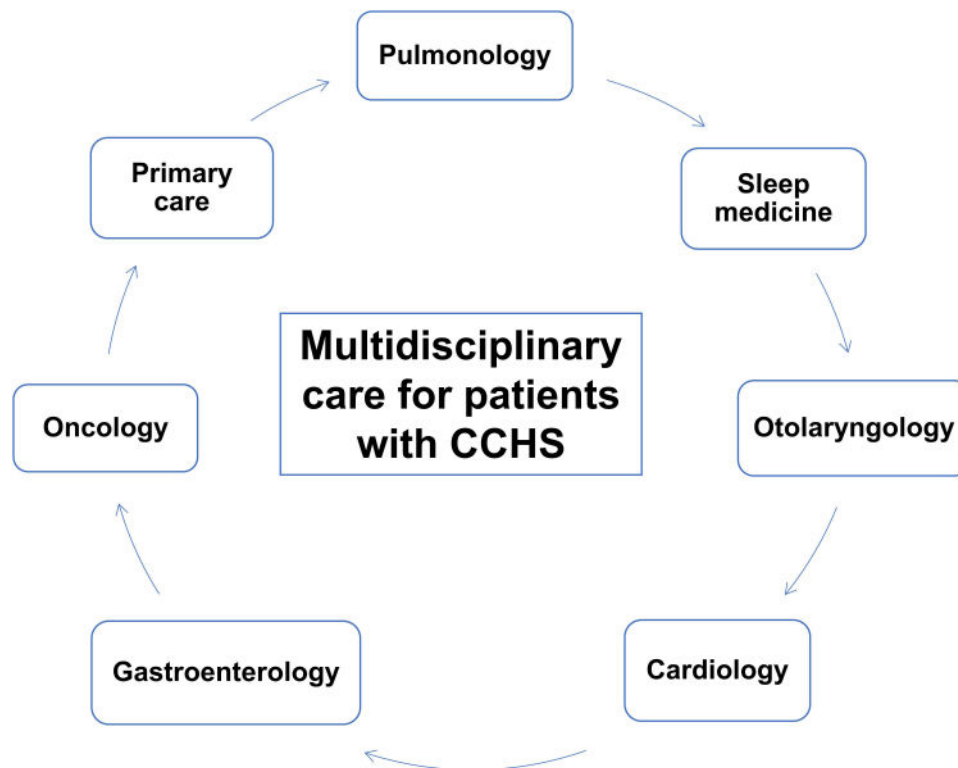 Pulmonology
Sleep
medicine
Otolaryngology
Cardiology
Gastroenterology
Oncology
Primary
care
Multidisciplinary
care for patients
with CCHS